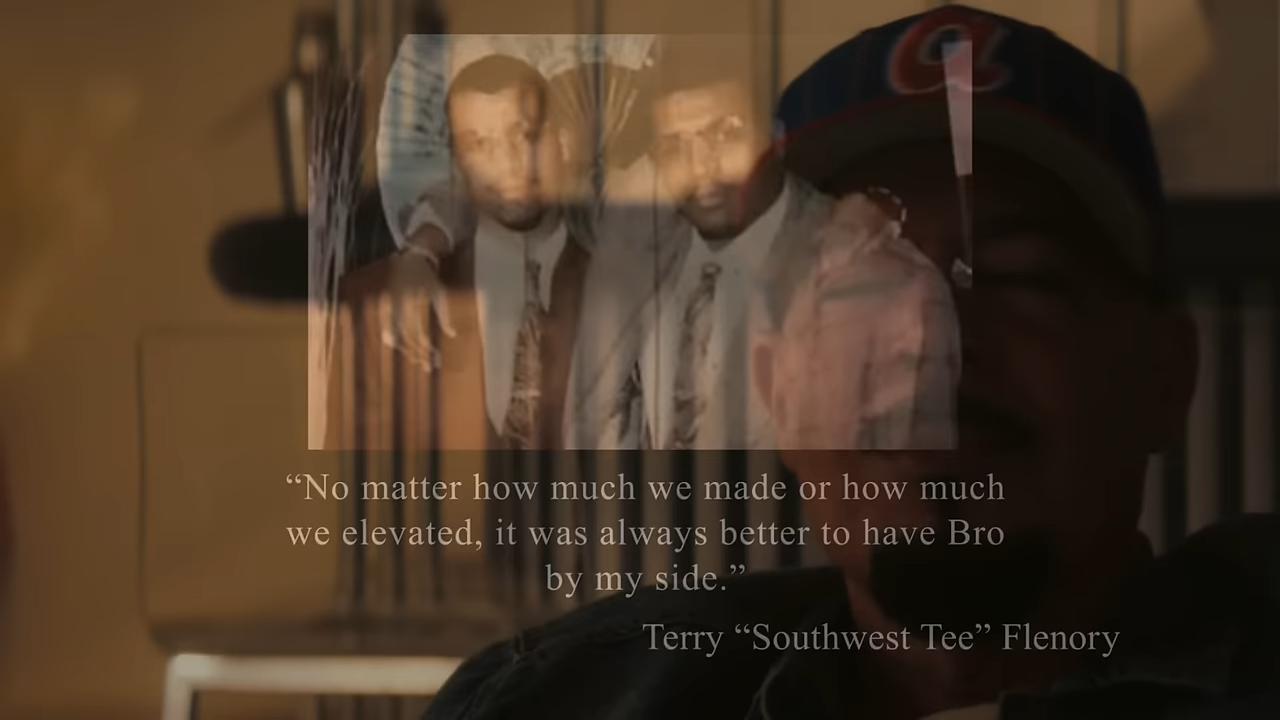 a
“No matter how much we made or how much
we elevated, it was always better to have Bro
by my side.”
Terry “Southwest Tee” Flenory